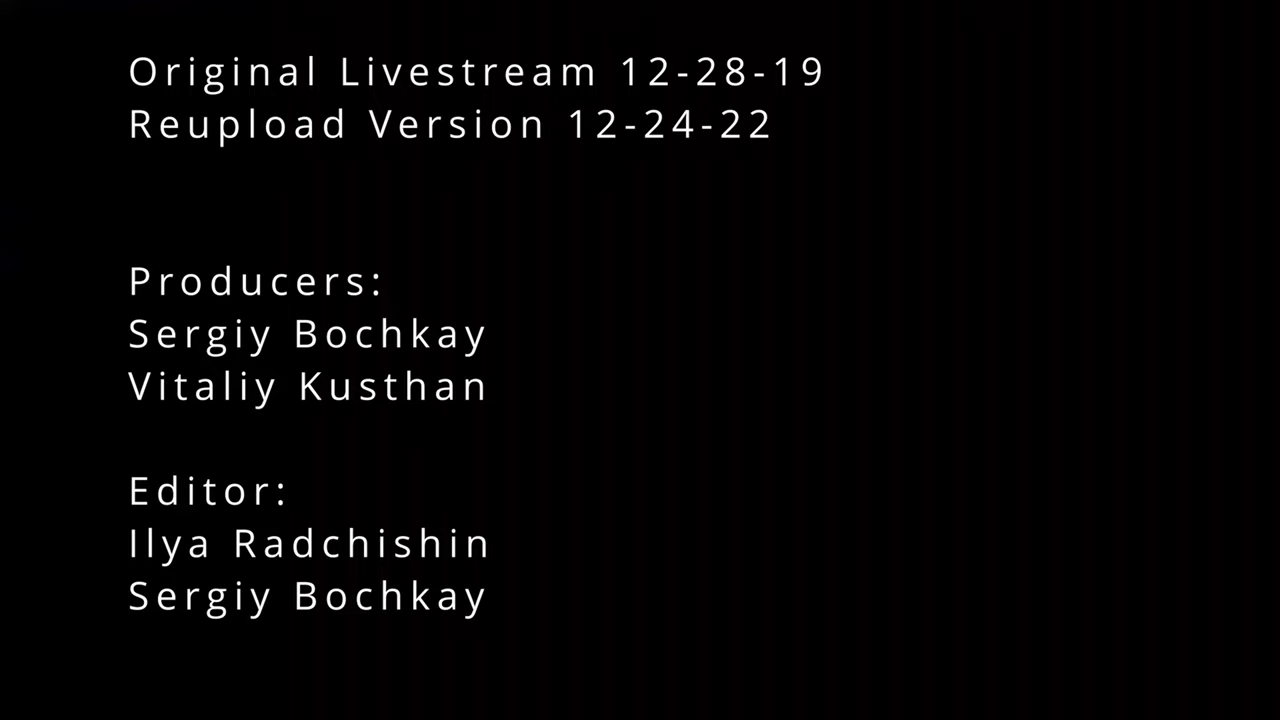 Original Livestream 12-28-19
Reupload Version 12-24-22
Producers:
Sergiy Bochkay
Vitaliy Kusthan
Editor:
Ilya Radchishin
Sergiy Bochkay